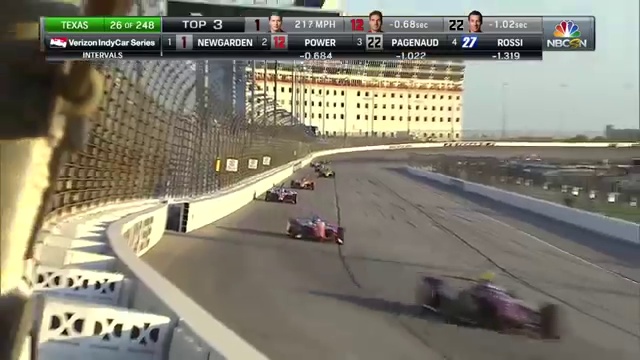 TEXAS 26 of 248 TOP 3 1 217 MPH 12 -0.68sec 22 -1.02sec
Verizon IndyCar Series 1 1 NEWGARDEN 2 12 POWER 3 22 PAGENAUD 4 27 ROSSI NBCSN
INTERVALS -0.684 -1.022 -1.319